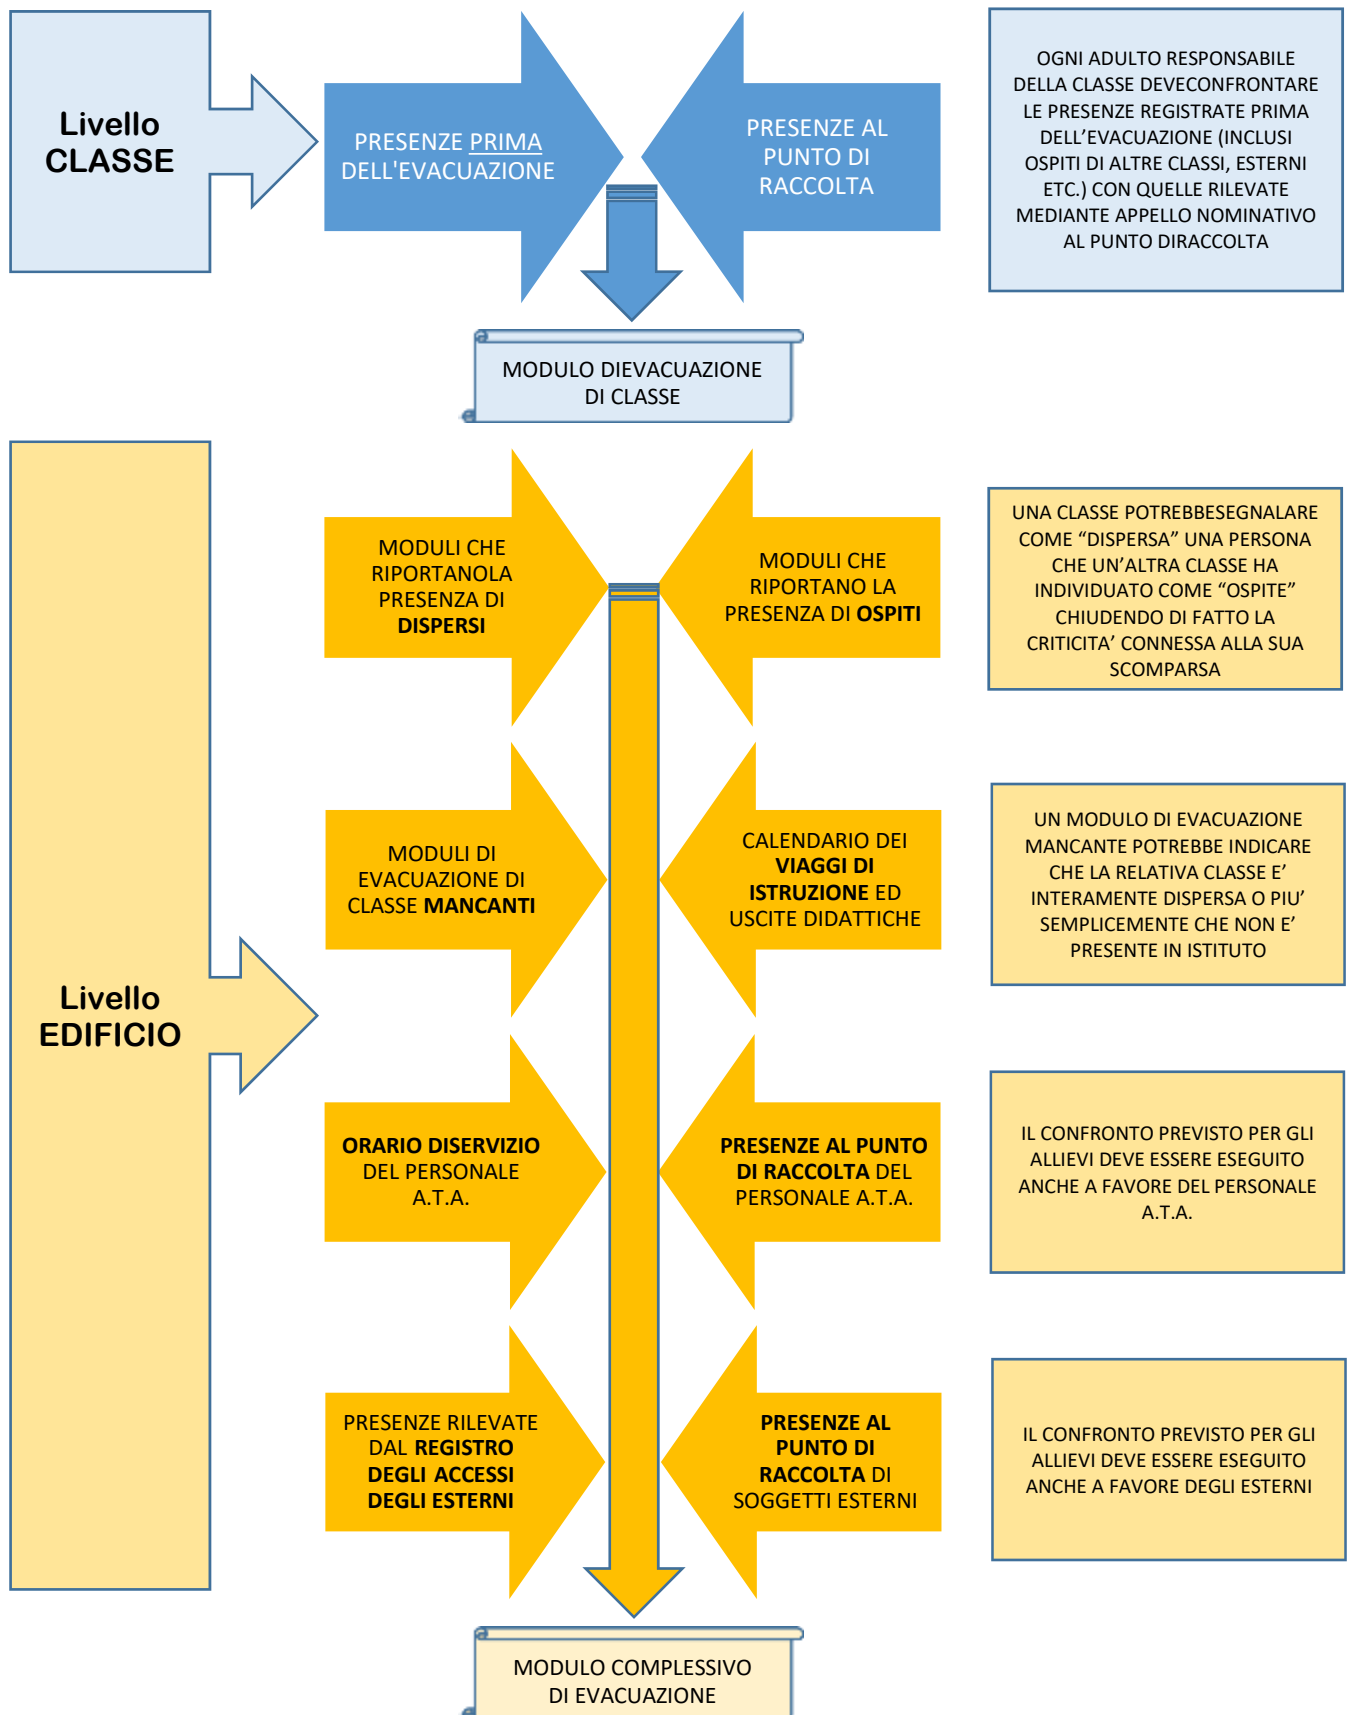 Livello
CLASSE
PRESENZE PRIMA
DELL'EVACUAZIONE
PRESENZE AL
PUNTO DI
RACCOLTA
OGNI ADULTO RESPONSABILE
DELLA CLASSE DEVECONFRONTARE
LE PRESENZE REGISTRATE PRIMA
DELL’EVACUAZIONE (INCLUSI
OSPITI DI ALTRE CLASSI, ESTERNI
ETC.) CON QUELLE RILEVATE
MEDIANTE APPELLO NOMINATIVO
AL PUNTO DIRACCOLTA
MODULO DIEVACUAZIONE
DI CLASSE
Livello
EDIFICIO
MODULI CHE
RIPORTANOLA
PRESENZA DI
DISPERSI
MODULI CHE
RIPORTANO LA
PRESENZA DI OSPITI
UNA CLASSE POTREBBESEGNALARE
COME “DISPERSA” UNA PERSONA
CHE UN’ALTRA CLASSE HA
INDIVIDUATO COME “OSPITE”
CHIUDENDO DI FATTO LA
CRITICITA’ CONNESSA ALLA SUA
SCOMPARSA
MODULI DI
EVACUAZIONE DI
CLASSE MANCANTI
CALENDARIO DEI
VIAGGI DI
ISTRUZIONE ED
USCITE DIDATTICHE
UN MODULO DI EVACUAZIONE
MANCANTE POTREBBE INDICARE
CHE LA RELATIVA CLASSE E’
INTERAMENTE DISPERSA O PIU’
SEMPLICEMENTE CHE NON E’
PRESENTE IN ISTITUTO
ORARIO DISERVIZIO
DEL PERSONALE
A.T.A.
PRESENZE AL PUNTO
DI RACCOLTA DEL
PERSONALE A.T.A.
IL CONFRONTO PREVISTO PER GLI
ALLIEVI DEVE ESSERE ESEGUITO
ANCHE A FAVORE DEL PERSONALE
A.T.A.
PRESENZE RILEVATE
DAL REGISTRO
DEGLI ACCESSI
DEGLI ESTERNI
PRESENZE AL
PUNTO DI
RACCOLTA DI
SOGGETTI ESTERNI
IL CONFRONTO PREVISTO PER GLI
ALLIEVI DEVE ESSERE ESEGUITO
ANCHE A FAVORE DEGLI ESTERNI
MODULO COMPLESSIVO
DI EVACUAZIONE